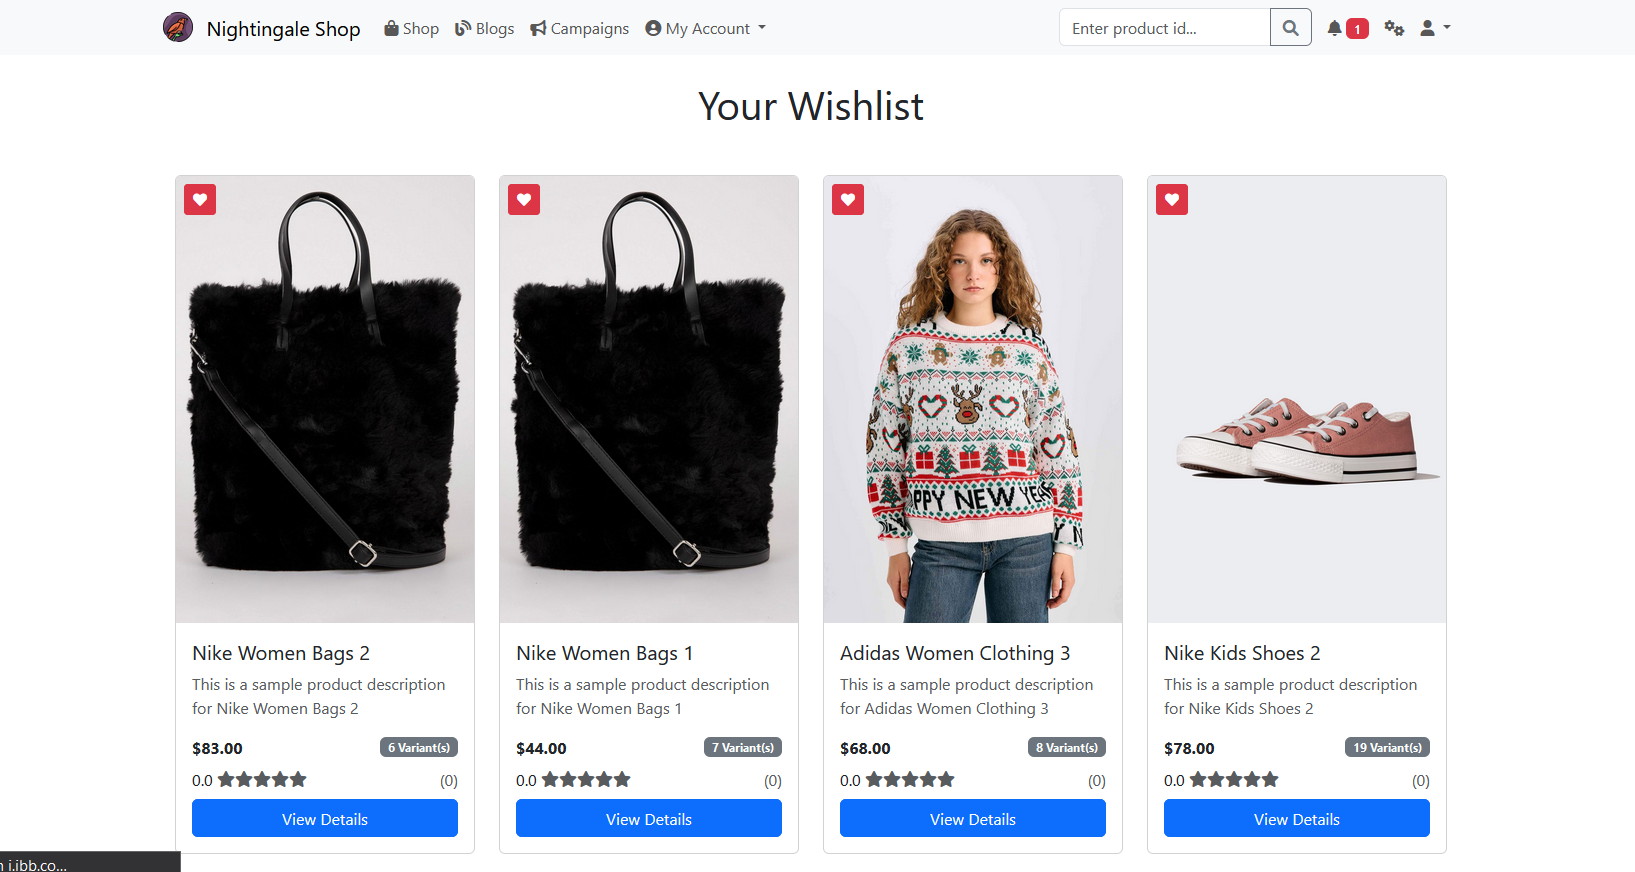 Nightingale Shop Shop Blogs Campaigns My Account Enter product id... 1
Your Wishlist
PPY NEW YEAR
Nike Women Bags 2
This is a sample product description
for Nike Women Bags 2
$83.00 6 Variant(s)
0.0 (0)
View Details
Nike Women Bags 1
This is a sample product description
for Nike Women Bags 1
$44.00 7 Variant(s)
0.0 (0)
View Details
Adidas Women Clothing 3
This is a sample product description
for Adidas Women Clothing 3
$68.00 8 Variant(s)
0.0 (0)
View Details
Nike Kids Shoes 2
This is a sample product description
for Nike Kids Shoes 2
$78.00 19 Variant(s)
0.0 (0)
View Details
i.ibb.co...